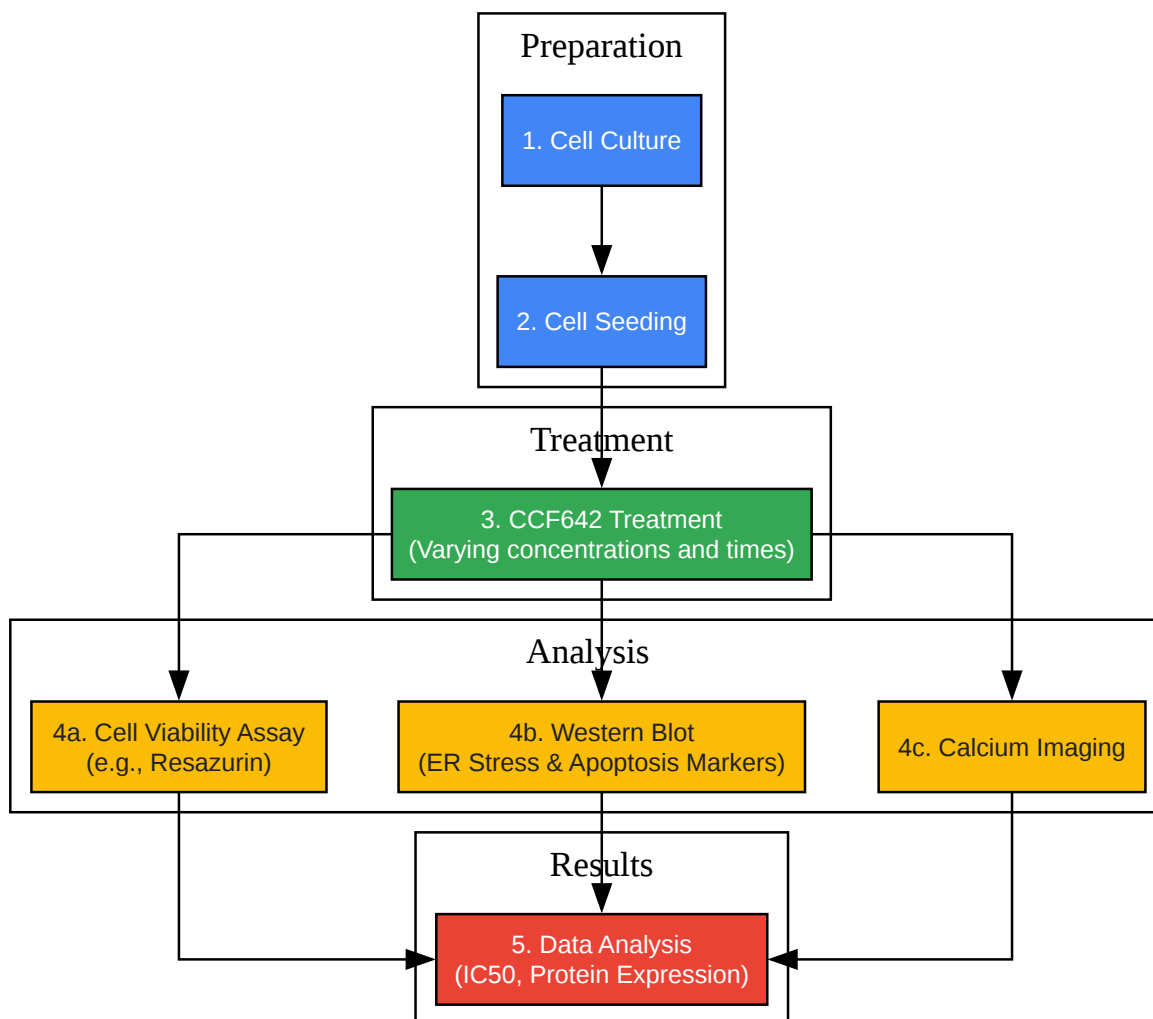 Preparation
1. Cell Culture
2. Cell Seeding
Treatment
3. CCF642 Treatment
(Varying concentrations and times)
Analysis
4a. Cell Viability Assay
(e.g., Resazurin)
4b. Western Blot
(ER Stress & Apoptosis Markers)
4c. Calcium Imaging
Results
5. Data Analysis
(IC50, Protein Expression)